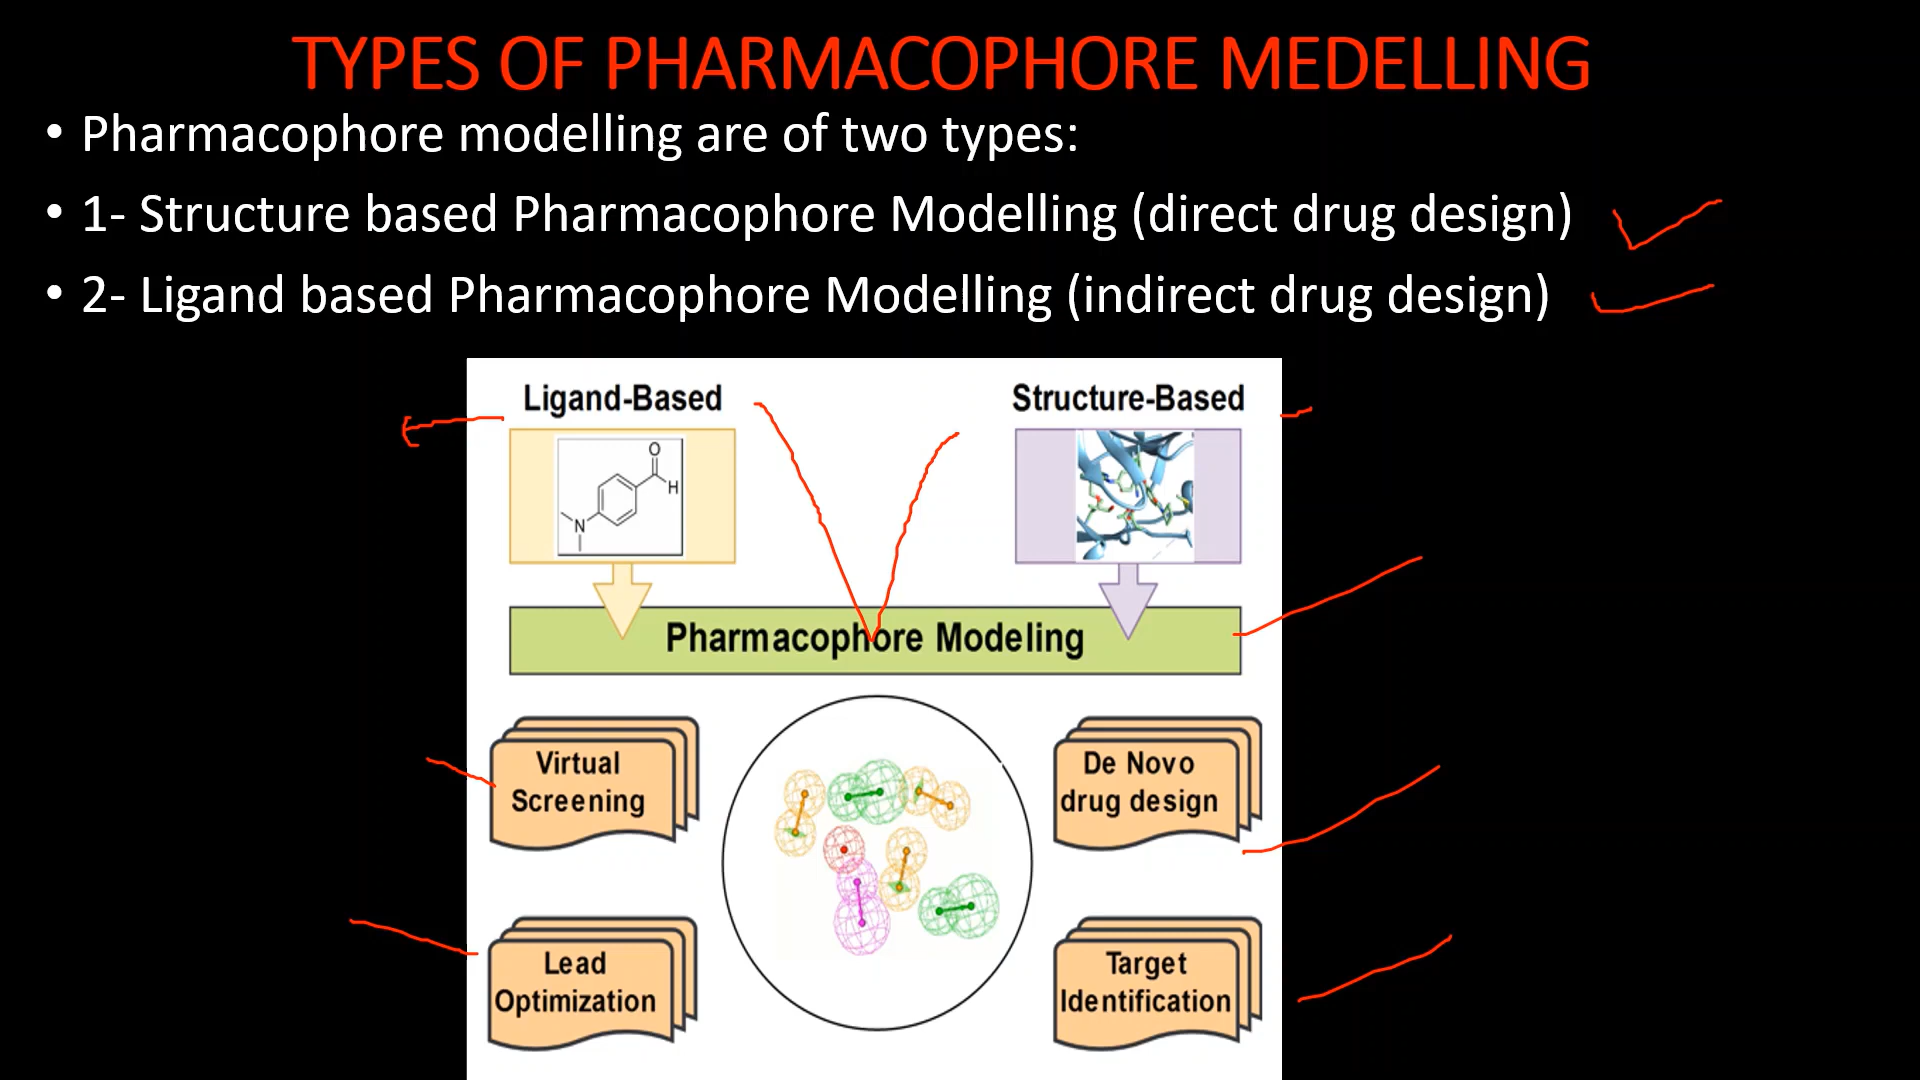 TYPES OF PHARMACOPHORE MEDELLING
• Pharmacophore modelling are of two types:
• 1- Structure based Pharmacophore Modelling (direct drug design)
• 2- Ligand based Pharmacophore Modelling (indirect drug design)
Ligand-Based
Structure-Based
O
H
N
Pharmacophore Modeling
Virtual
Screening
De Novo
drug design
Lead
Optimization
Target
Identification